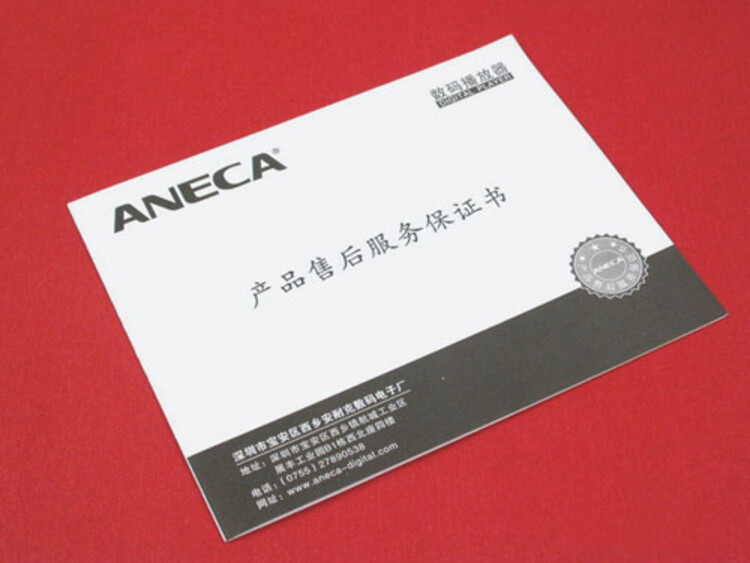 数码播放器
DIGITAL PLAYER
ANECA®
产品售后服务保证书
ANECA
深圳市宝安区西乡安耐克数码电子厂
地址：深圳市宝安区西乡镇航城工业区
晨丰工业园B1栋西北座四楼
电话：(0755) 27890538
网址：www.aneca-digital.com